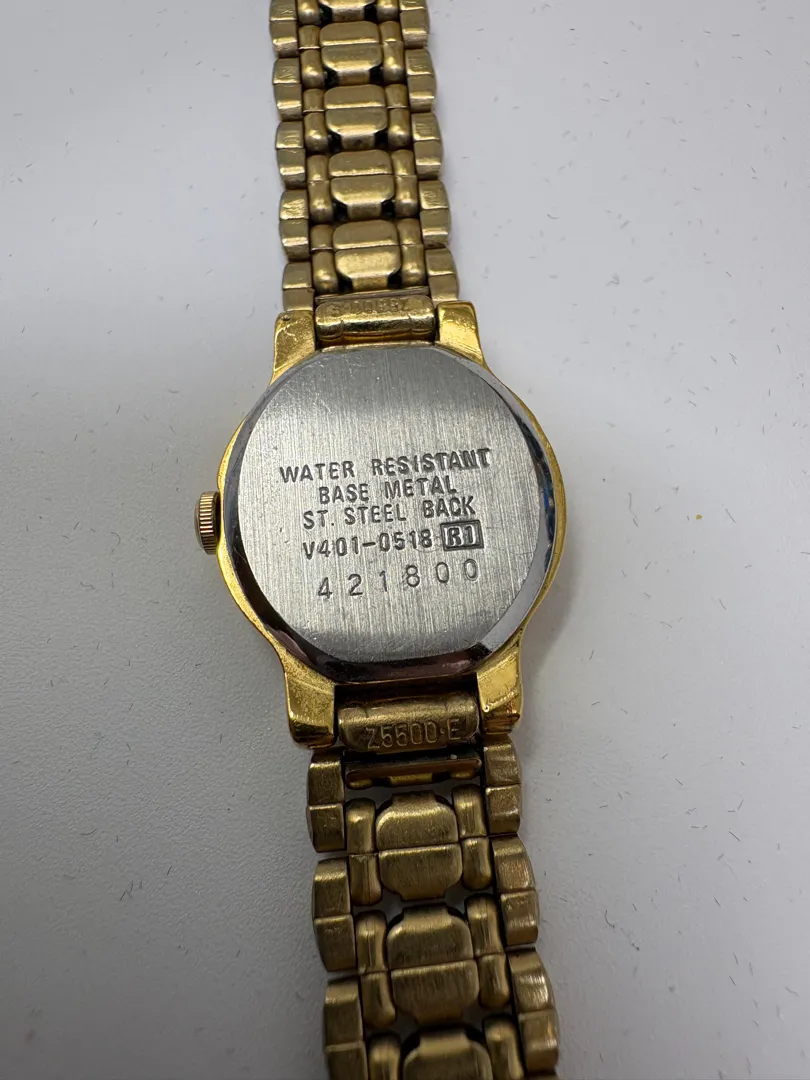 WATER RESISTANT
BASE METAL
ST. STEEL BACK
V401-0518 R1
421800
Z5500·E